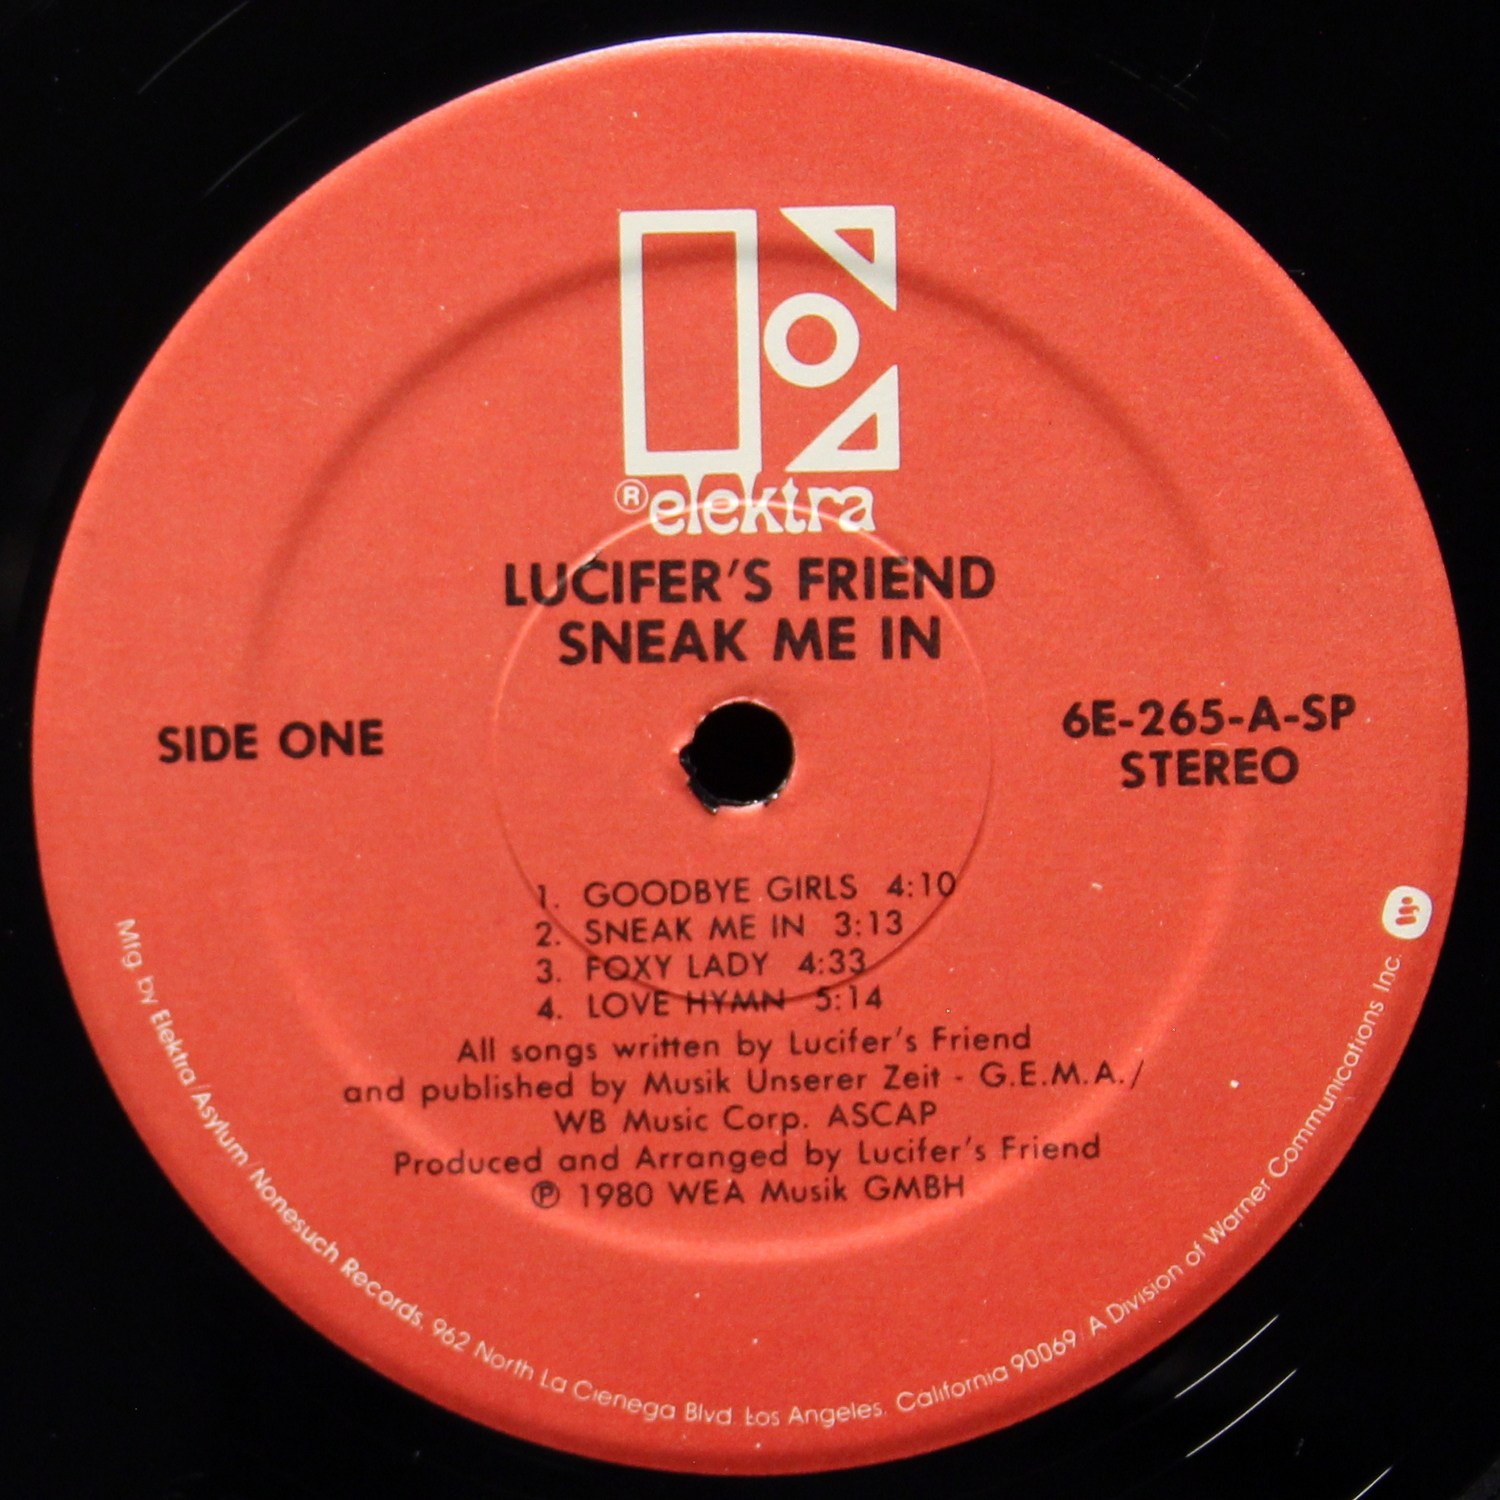 ® elektra
LUCIFER'S FRIEND
SNEAK ME IN
SIDE ONE
6E-265-A-SP
STEREO
1. GOODBYE GIRLS 4:10
2. SNEAK ME IN 3:13
3. FOXY LADY 4:33
4. LOVE HYMN 5:14
All songs written by Lucifer's Friend
and published by Musik Unserer Zeit - G.E.M.A./
WB Music Corp. ASCAP
Produced and Arranged by Lucifer's Friend
℗ 1980 WEA Musik GMBH
Mfg. by Elektra/Asylum/Nonesuch Records, 962 North La Cienega Blvd. Los Angeles, California 90069 A Division of Warner Communications Inc.